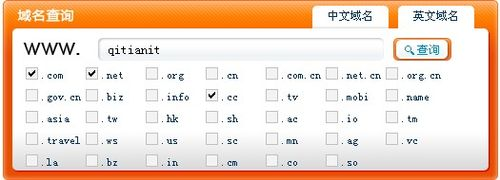 域名查询 中文域名 英文域名
www. qitianit 查询
.com .net .org .cn .com.cn .net.cn .org.cn
.gov.cn .biz .info .cc .tv .mobi .name
.asia .tw .hk .sh .ac .io .tm
.travel .ws .us .sc .mn .ag .vc
.la .bz .in .cm .co .so